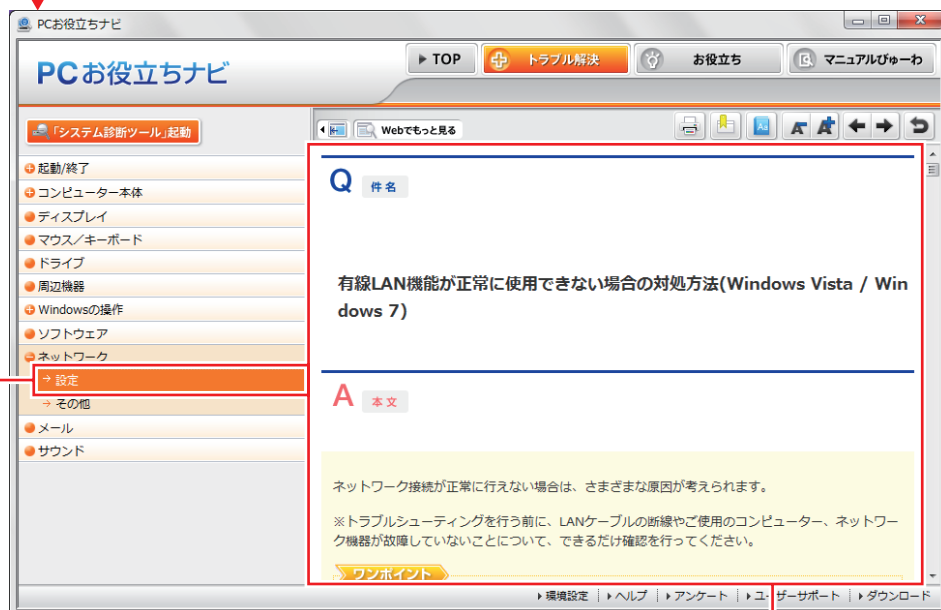 PCお役立ちナビ
PCお役立ちナビ
TOP
トラブル解決
お役立ち
マニュアルびゅーわ
「システム診断ツール」起動
Webでもっと見る
起動/終了
コンピューター本体
ディスプレイ
マウス／キーボード
ドライブ
周辺機器
Windowsの操作
ソフトウェア
ネットワーク
→ 設定
→ その他
メール
サウンド
Q 件名
有線LAN機能が正常に使用できない場合の対処方法(Windows Vista / Win
dows 7)
A 本文
ネットワーク接続が正常に行えない場合は、さまざまな原因が考えられます。
※トラブルシューティングを行う前に、LANケーブルの断線やご使用のコンピューター、ネットワー
ク機器が故障していないことについて、できるだけ確認を行ってください。
ワンポイント
環境設定
ヘルプ
アンケート
ユーザーサポート
ダウンロード